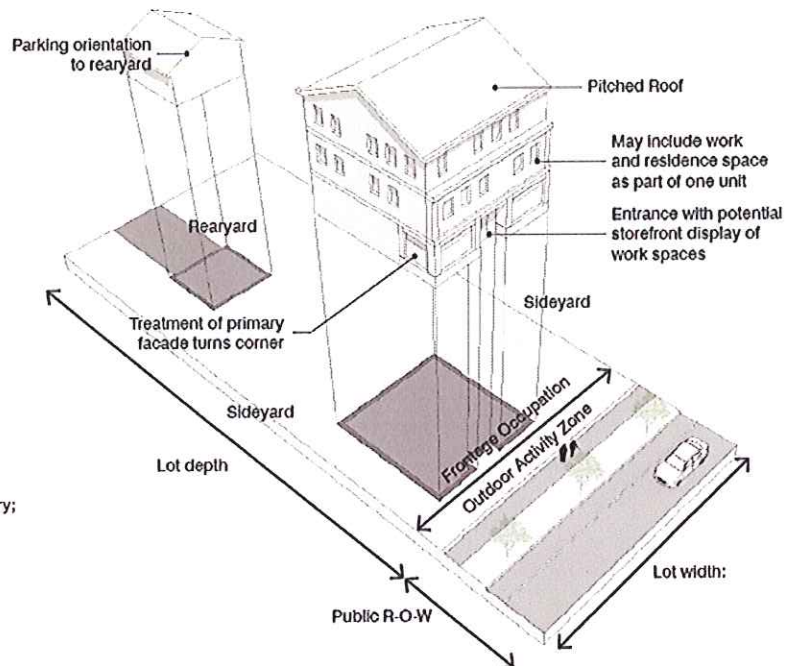 Parking orientation
to rearyard
Pitched Roof
May include work
and residence space
as part of one unit
Entrance with potential
storefront display of
work spaces
Rearyard
Sideyard
Treatment of primary
facade turns corner
Sideyard
Frontage Occupation
Outdoor Activity Zone
Lot depth
ry;
Lot width:
Public R-O-W